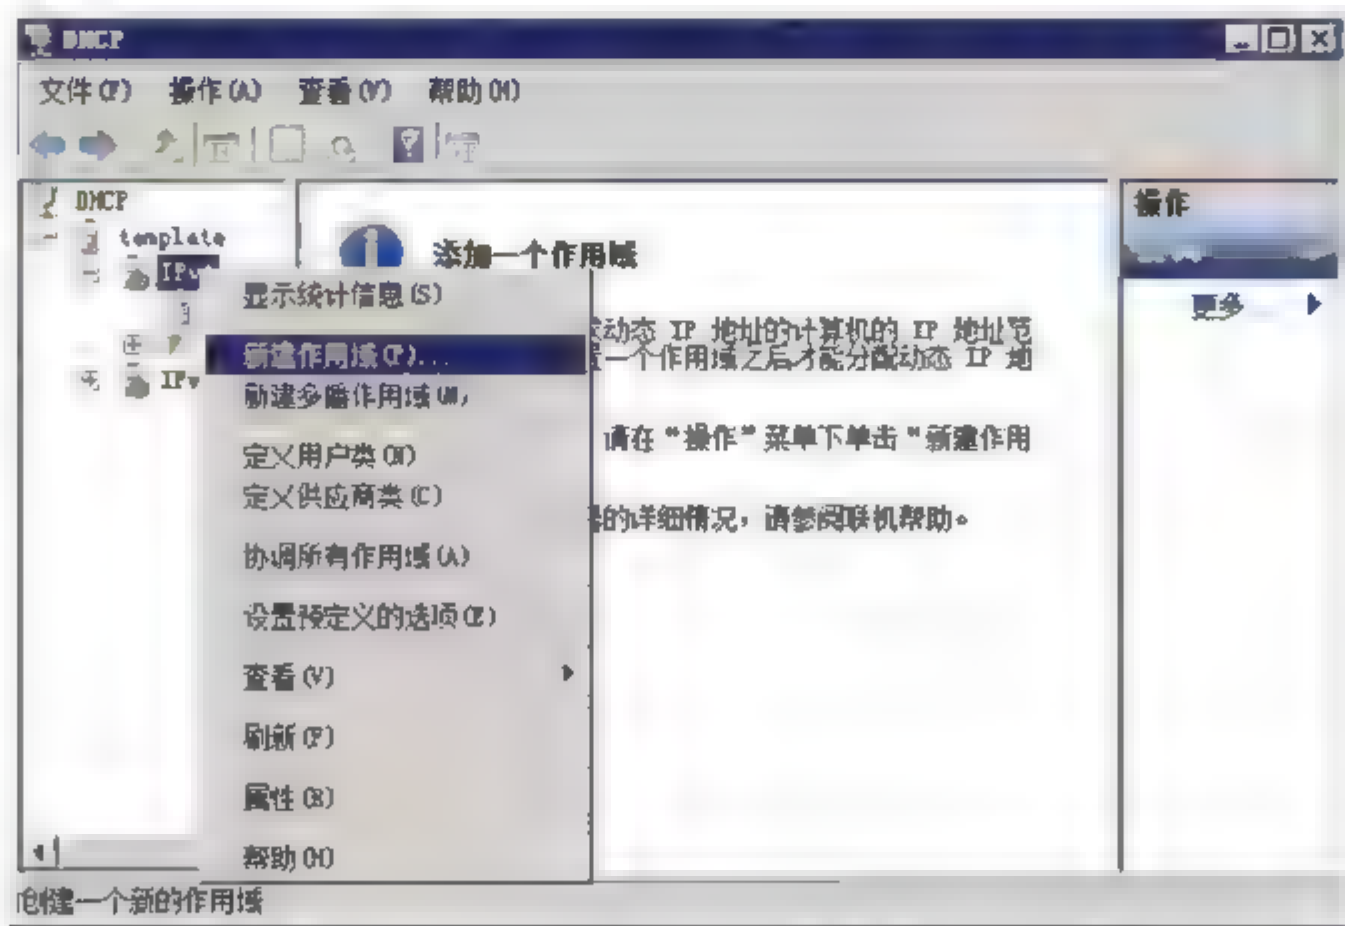 DHCP
文件(F) 操作(A) 查看(V) 帮助(H)
DHCP
template
操作
添加一个作用域
更多
显示统计信息(S)
动态 IP 地址的计算机的 IP 地址范
一个作用域之后才能分配动态 IP 地
新建作用域(P)...
新建多播作用域(M)
请在“操作”菜单下单击“新建作用
定义用户类(N)
定义供应商类(C)
的详细情况，请参阅联机帮助。
协调所有作用域(A)
设置预定义的选项(E)
查看(V)
刷新(F)
属性(R)
帮助(H)
创建一个新的作用域